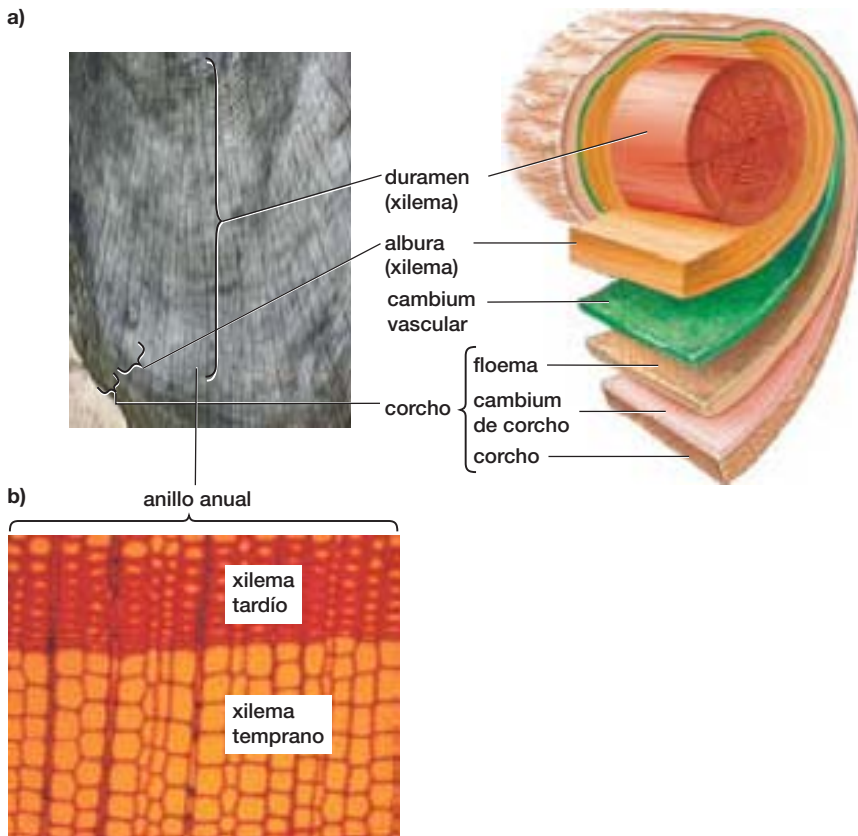 a)
duramen
(xilema)
albura
(xilema)
cambium
vascular
floema
corcho
cambium
de corcho
corcho
b)
anillo anual
xilema
tardío
xilema
temprano